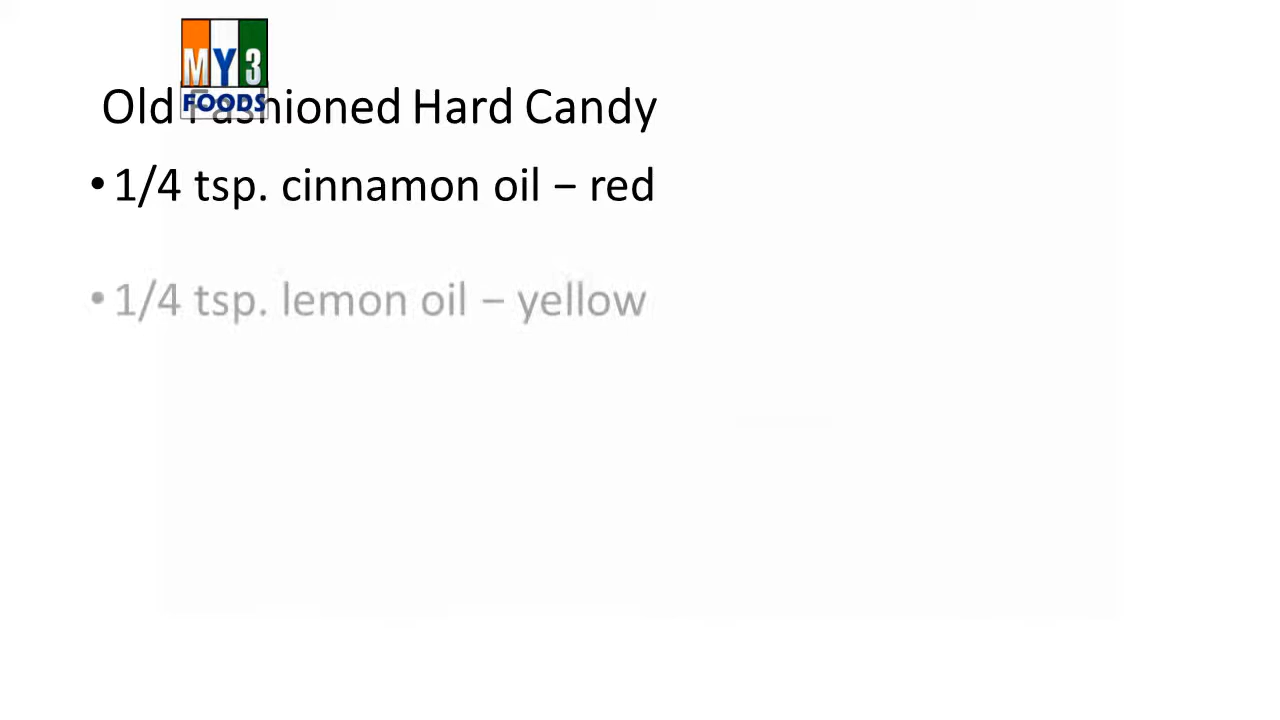 MY3
FOODS
Old Fashioned Hard Candy
•1/4 tsp. cinnamon oil – red
•1/4 tsp. lemon oil – yellow